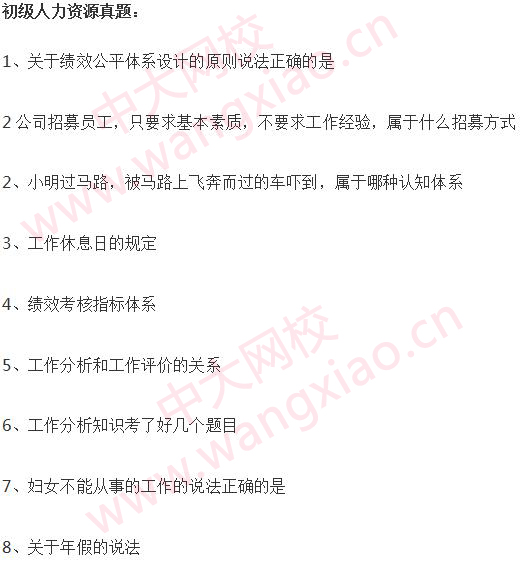 初级人力资源真题：
1、关于绩效公平体系设计的原则说法正确的是
2公司招募员工，只要求基本素质，不要求工作经验，属于什么招募方式
2、小明过马路，被马路上飞奔而过的车吓到，属于哪种认知体系
3、工作休息日的规定
4、绩效考核指标体系
5、工作分析和工作评价的关系
6、工作分析知识考了好几个题目
7、妇女不能从事的工作的说法正确的是
8、关于年假的说法
中大网校
www.wangxiao.cn
中大网校
www.wangxiao.cn